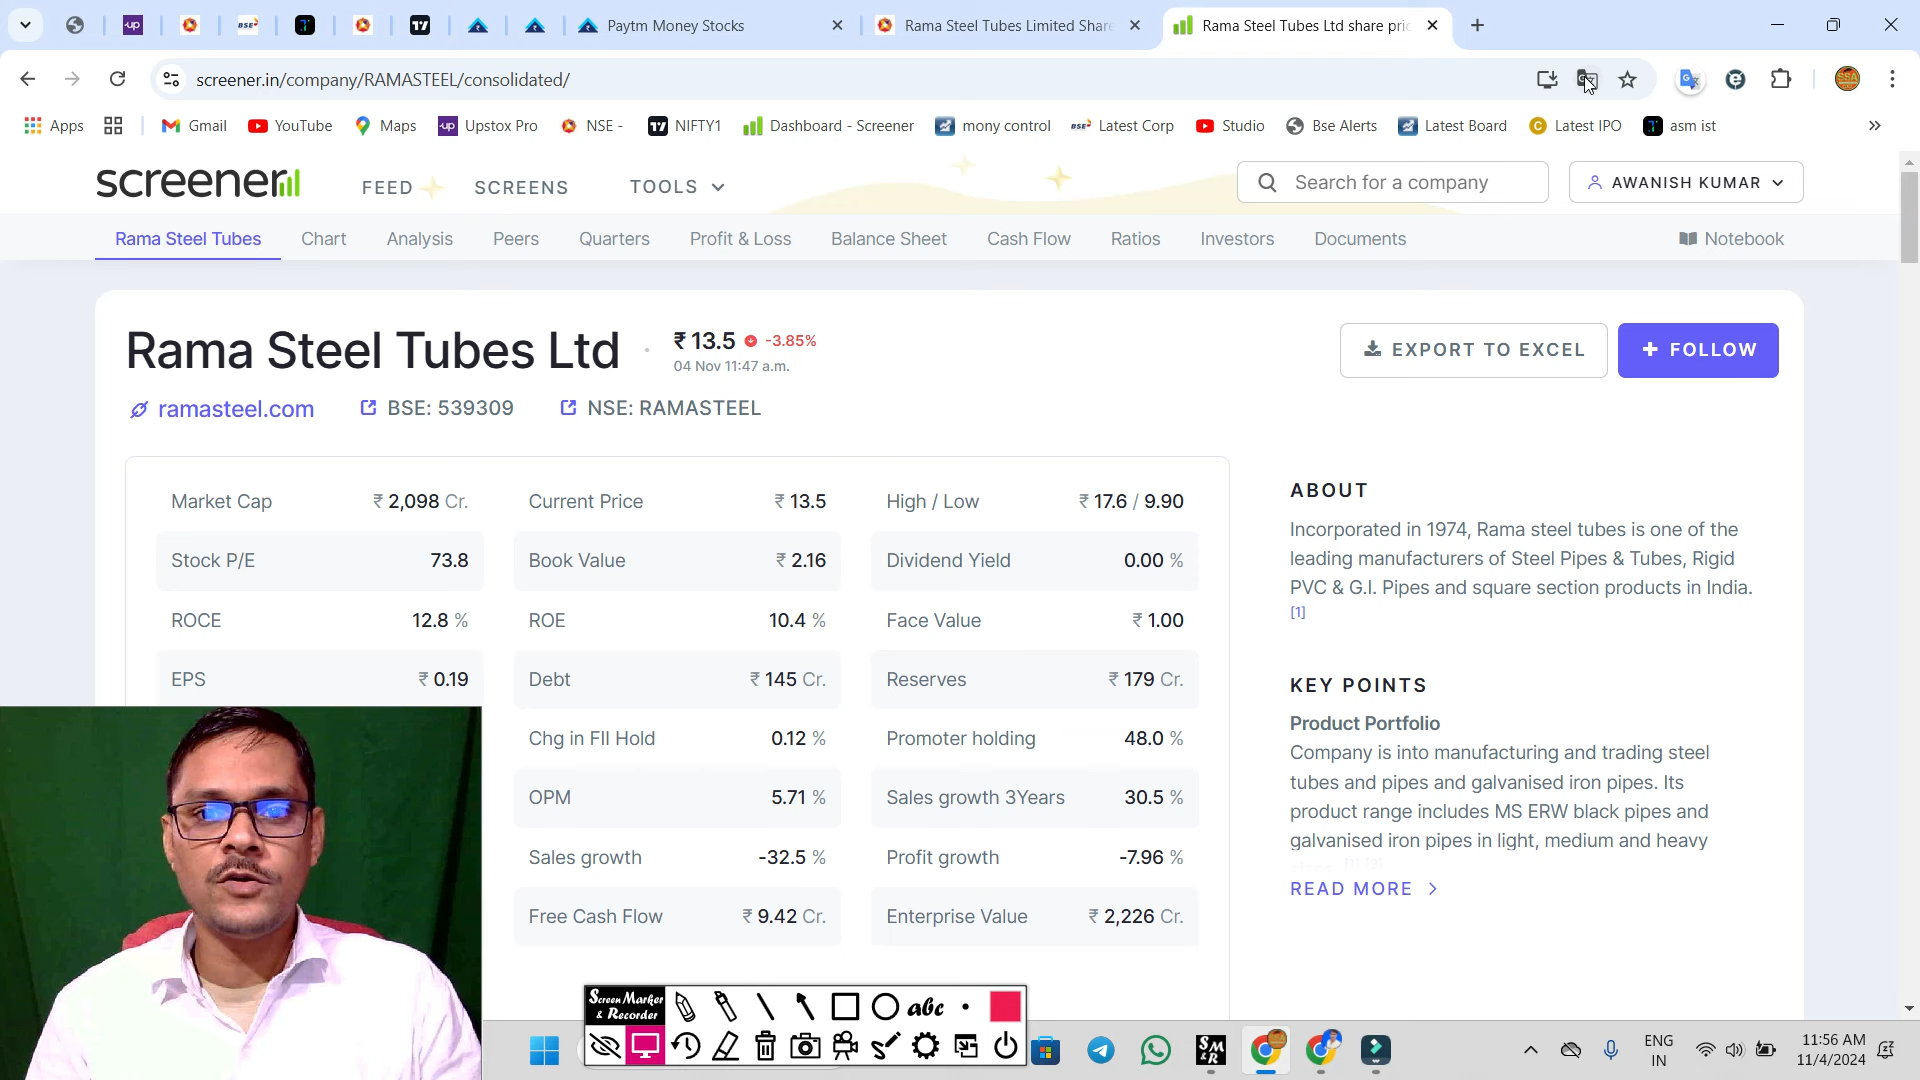 up
BSE
Paytm Money Stocks
Rama Steel Tubes Limited Share
Rama Steel Tubes Ltd share pric
screener.in/company/RAMASTEEL/consolidated/
Apps
Gmail
YouTube
Maps
up Upstox Pro
NSE -
NIFTY1
Dashboard - Screener
mony control
BSE Latest Corp
Studio
Bse Alerts
Latest Board
Latest IPO
asm ist
screener
FEED
SCREENS
TOOLS
Search for a company
AWANISH KUMAR
Rama Steel Tubes
Chart
Analysis
Peers
Quarters
Profit & Loss
Balance Sheet
Cash Flow
Ratios
Investors
Documents
Notebook
Rama Steel Tubes Ltd
₹ 13.5 -3.85%
04 Nov 11:47 a.m.
EXPORT TO EXCEL
+ FOLLOW
ramasteel.com
BSE: 539309
NSE: RAMASTEEL
Market Cap ₹ 2,098 Cr.
Current Price ₹ 13.5
High / Low ₹ 17.6 / 9.90
Stock P/E 73.8
Book Value ₹ 2.16
Dividend Yield 0.00 %
ROCE 12.8 %
ROE 10.4 %
Face Value ₹ 1.00
EPS ₹ 0.19
Debt ₹ 145 Cr.
Reserves ₹ 179 Cr.
Chg in FII Hold 0.12 %
Promoter holding 48.0 %
OPM 5.71 %
Sales growth 3Years 30.5 %
Sales growth -32.5 %
Profit growth -7.96 %
Free Cash Flow ₹ 9.42 Cr.
Enterprise Value ₹ 2,226 Cr.
ABOUT
Incorporated in 1974, Rama steel tubes is one of the
leading manufacturers of Steel Pipes & Tubes, Rigid
PVC & G.I. Pipes and square section products in India.
[1]
KEY POINTS
Product Portfolio
Company is into manufacturing and trading steel
tubes and pipes and galvanised iron pipes. Its
product range includes MS ERW black pipes and
galvanised iron pipes in light, medium and heavy
READ MORE
Screen Marker
& Recorder
abc
SM
&R
ENG
IN
11:56 AM
11/4/2024